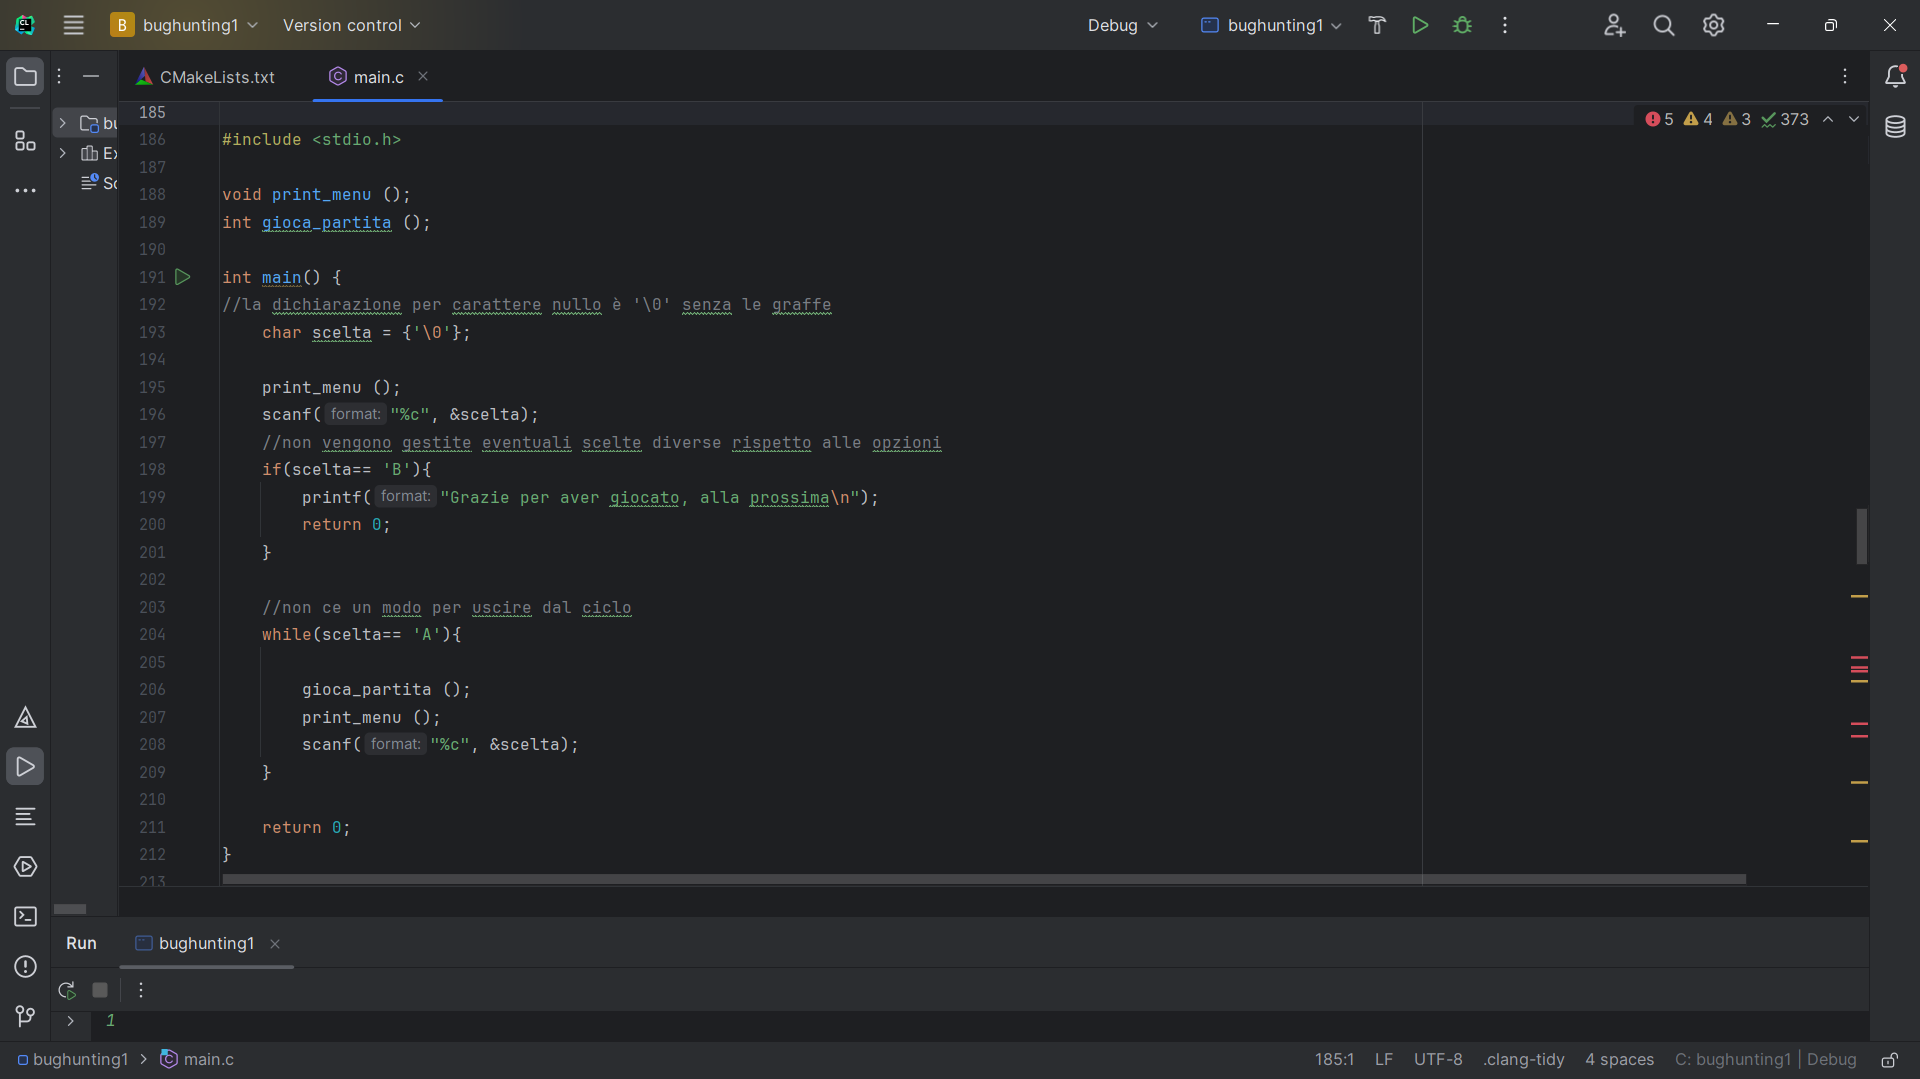 CL
B bughunting1 Version control Debug bughunting1
CMakeLists.txt main.c
bu
Ex
Sc
5 4 3 373
185
186 #include <stdio.h>
187
188 void print_menu ();
189 int gioca_partita ();
190
191 int main() {
192 //la dichiarazione per carattere nullo è '\0' senza le graffe
193 char scelta = {'\0'};
194
195 print_menu ();
196 scanf( format: "%c", &scelta);
197 //non vengono gestite eventuali scelte diverse rispetto alle opzioni
198 if(scelta== 'B'){
199 printf( format: "Grazie per aver giocato, alla prossima\n");
200 return 0;
201 }
202
203 //non ce un modo per uscire dal ciclo
204 while(scelta== 'A'){
205
206 gioca_partita ();
207 print_menu ();
208 scanf( format: "%c", &scelta);
209 }
210
211 return 0;
212 }
213
Run bughunting1
1
bughunting1 main.c 185:1 LF UTF-8 .clang-tidy 4 spaces C: bughunting1 | Debug